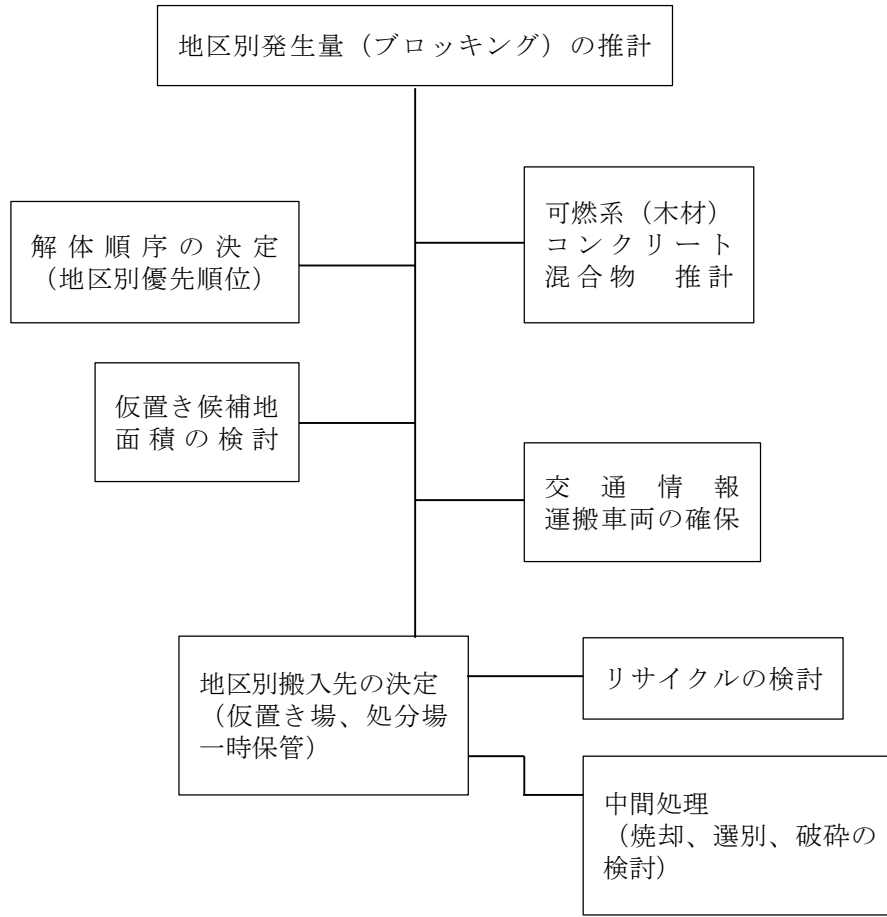 地区別発生量（ブロッキング）の推計
可燃系（木材）
コンクリート
混合物　推計
解体順序の決定
（地区別優先順位）
仮置き候補地
面積の検討
交通情報
運搬車両の確保
地区別搬入先の決定
（仮置き場、処分場
一時保管）
リサイクルの検討
中間処理
（焼却、選別、破砕の
検討）